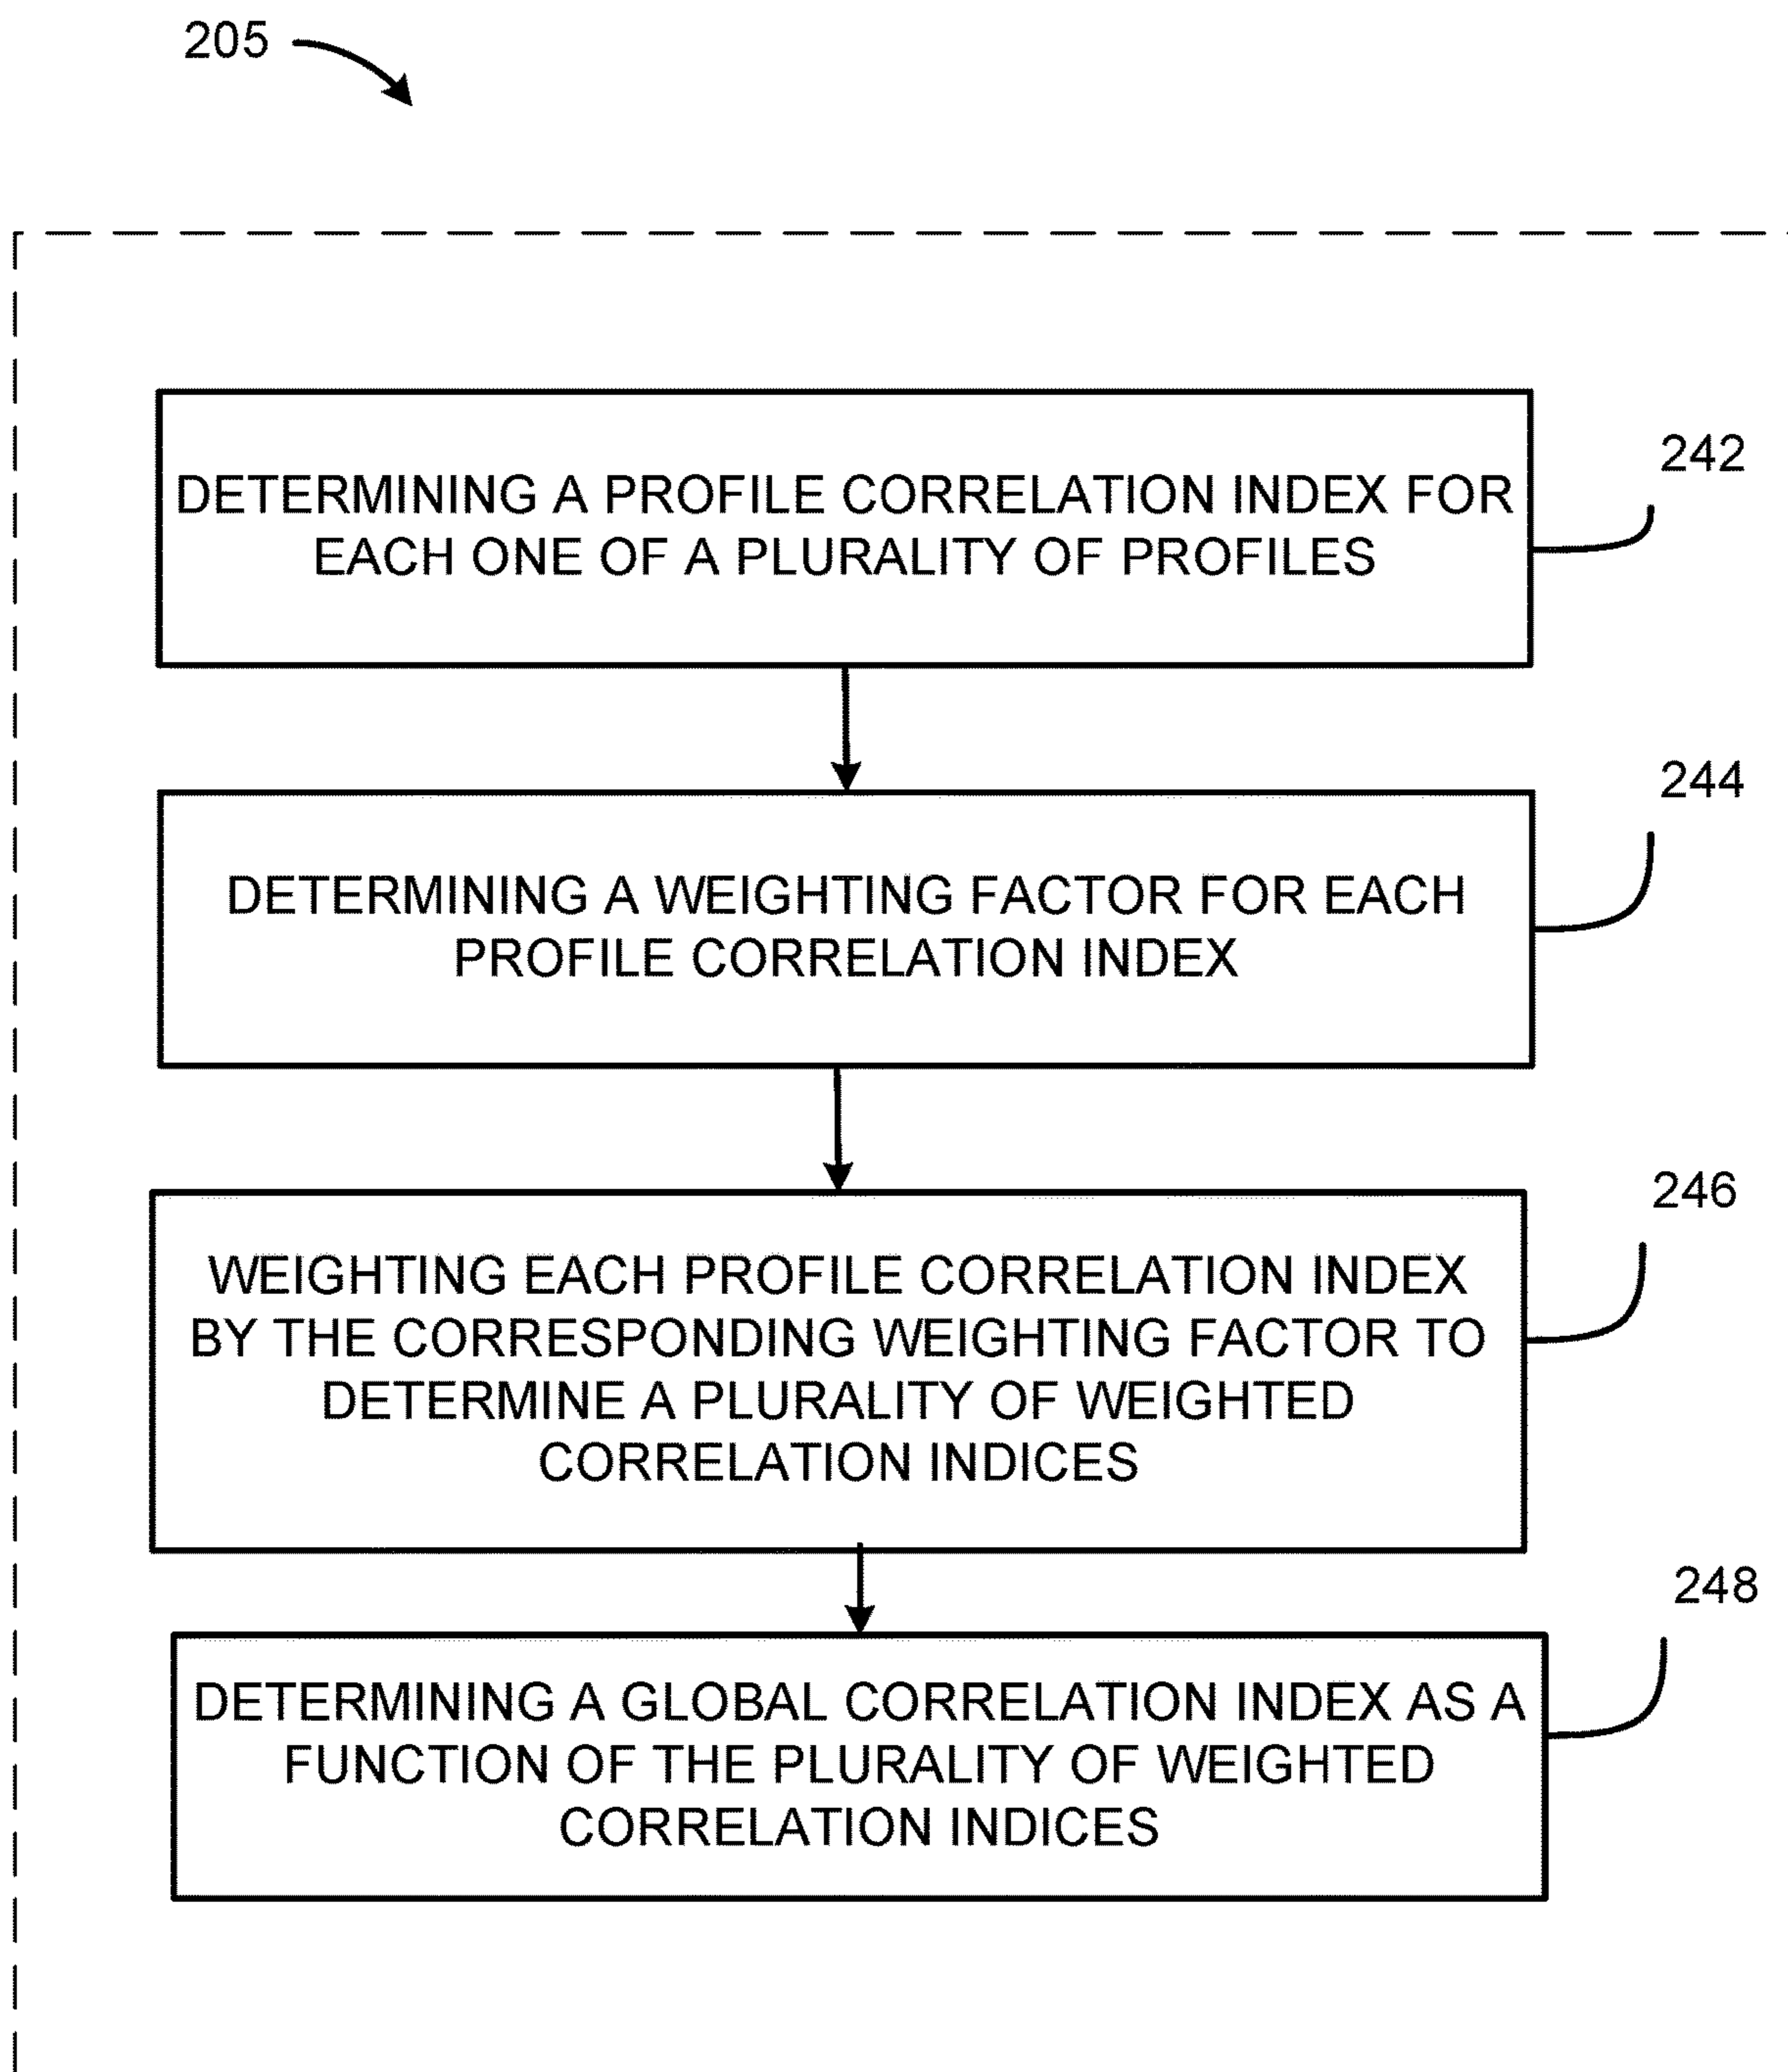 205
DETERMINING A PROFILE CORRELATION INDEX FOR
EACH ONE OF A PLURALITY OF PROFILES
242
DETERMINING A WEIGHTING FACTOR FOR EACH
PROFILE CORRELATION INDEX
244
WEIGHTING EACH PROFILE CORRELATION INDEX
BY THE CORRESPONDING WEIGHTING FACTOR TO
DETERMINE A PLURALITY OF WEIGHTED
CORRELATION INDICES
246
DETERMINING A GLOBAL CORRELATION INDEX AS A
FUNCTION OF THE PLURALITY OF WEIGHTED
CORRELATION INDICES
248